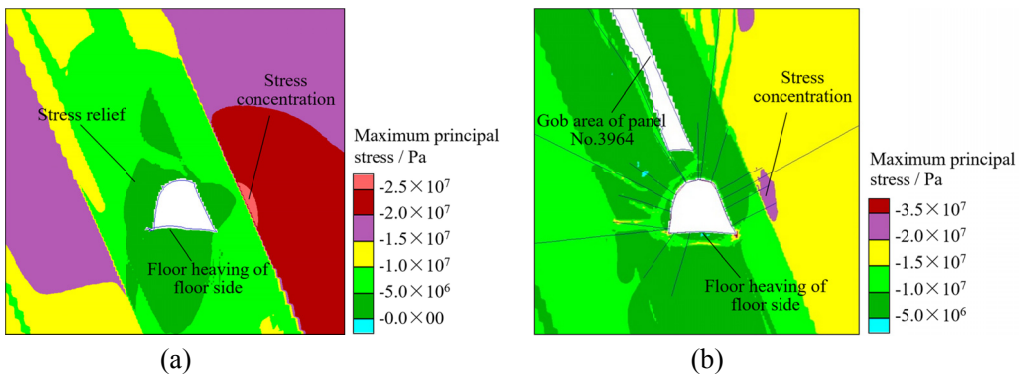 Stress
concentration
Stress relief
Floor heaving of
floor side
Maximum principal
stress / Pa
-2.5×10⁷
-2.0×10⁷
-1.5×10⁷
-1.0×10⁷
-5.0×10⁶
-0.0×00
(a)
Stress
concentration
Gob area of panel
No.3964
Floor heaving of
floor side
Maximum principal
stress / Pa
-3.5×10⁷
-2.0×10⁷
-1.5×10⁷
-1.0×10⁷
-5.0×10⁶
(b)